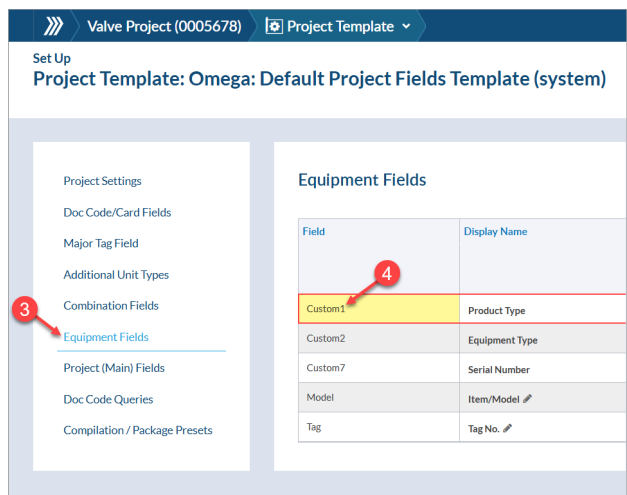 Valve Project (0005678) Project Template
Set Up
Project Template: Omega: Default Project Fields Template (system)
Project Settings
Doc Code/Card Fields
Major Tag Field
Additional Unit Types
Combination Fields
3
Equipment Fields
Project (Main) Fields
Doc Code Queries
Compilation / Package Presets
Equipment Fields
Field Display Name
4
Custom1 Product Type
Custom2 Equipment Type
Custom7 Serial Number
Model Item/Model
Tag Tag No.